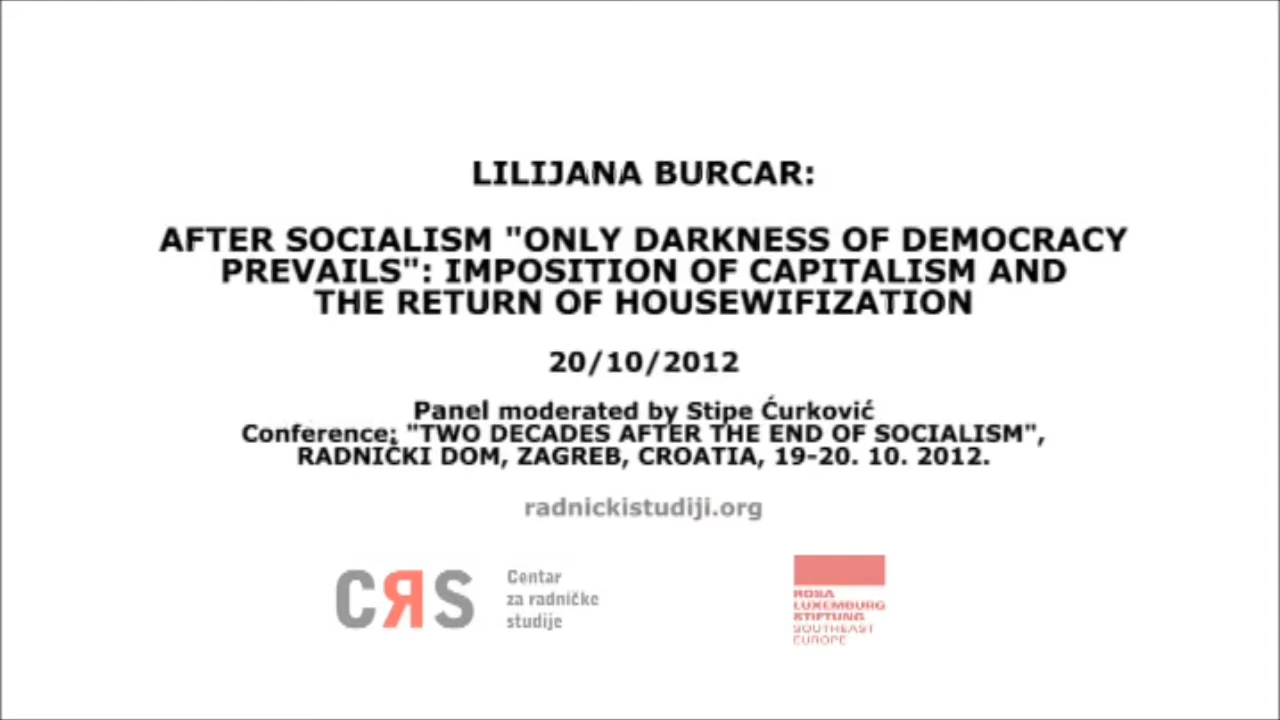 LILIJANA BURCAR:
AFTER SOCIALISM "ONLY DARKNESS OF DEMOCRACY
PREVAILS": IMPOSITION OF CAPITALISM AND
THE RETURN OF HOUSEWIFIZATION
20/10/2012
Panel moderated by Stipe Ćurković
Conference: "TWO DECADES AFTER THE END OF SOCIALISM",
RADNIČKI DOM, ZAGREB, CROATIA, 19-20. 10. 2012.
radnickistudiji.org
CЯS
Centar
za radničke
studije
ROSA
LUXEMBURG
STIFTUNG
SOUTHEAST
EUROPE